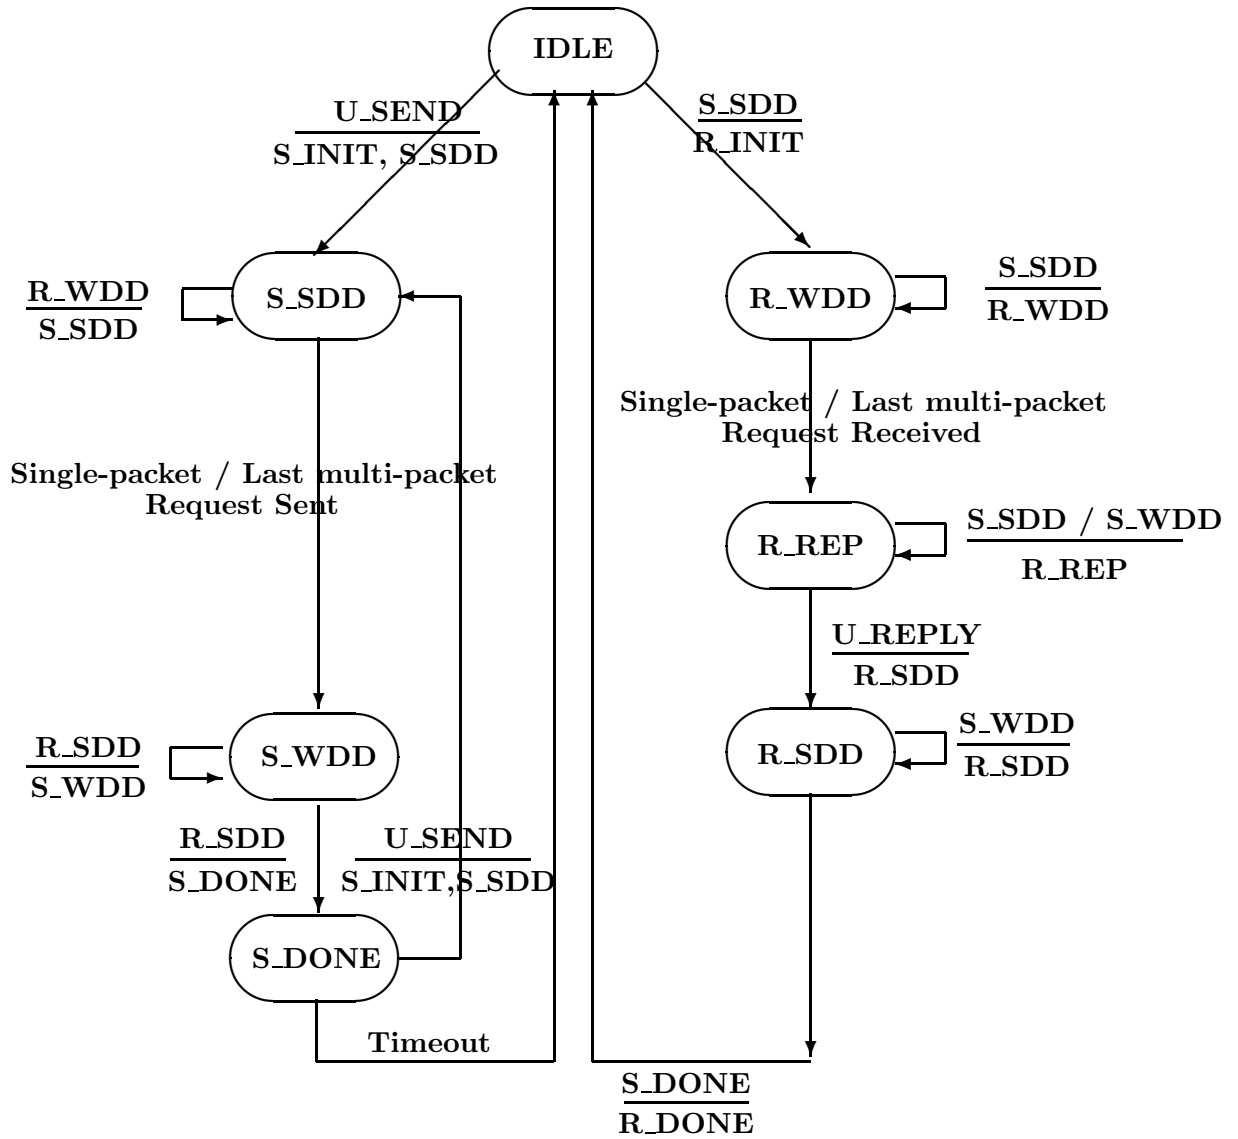 IDLE
U_SEND
S_INIT, S_SDD
S_SDD
R_INIT
R_WDD
S_SDD
S_SDD
R_WDD
S_SDD
R_WDD
Single-packet / Last multi-packet
Request Received
Single-packet / Last multi-packet
Request Sent
R_REP
S_SDD / S_WDD
R_REP
U_REPLY
R_SDD
R_SDD
S_WDD
S_WDD
R_SDD
S_WDD
R_SDD
R_SDD
S_DONE
U_SEND
S_INIT,S_SDD
S_DONE
Timeout
S_DONE
R_DONE